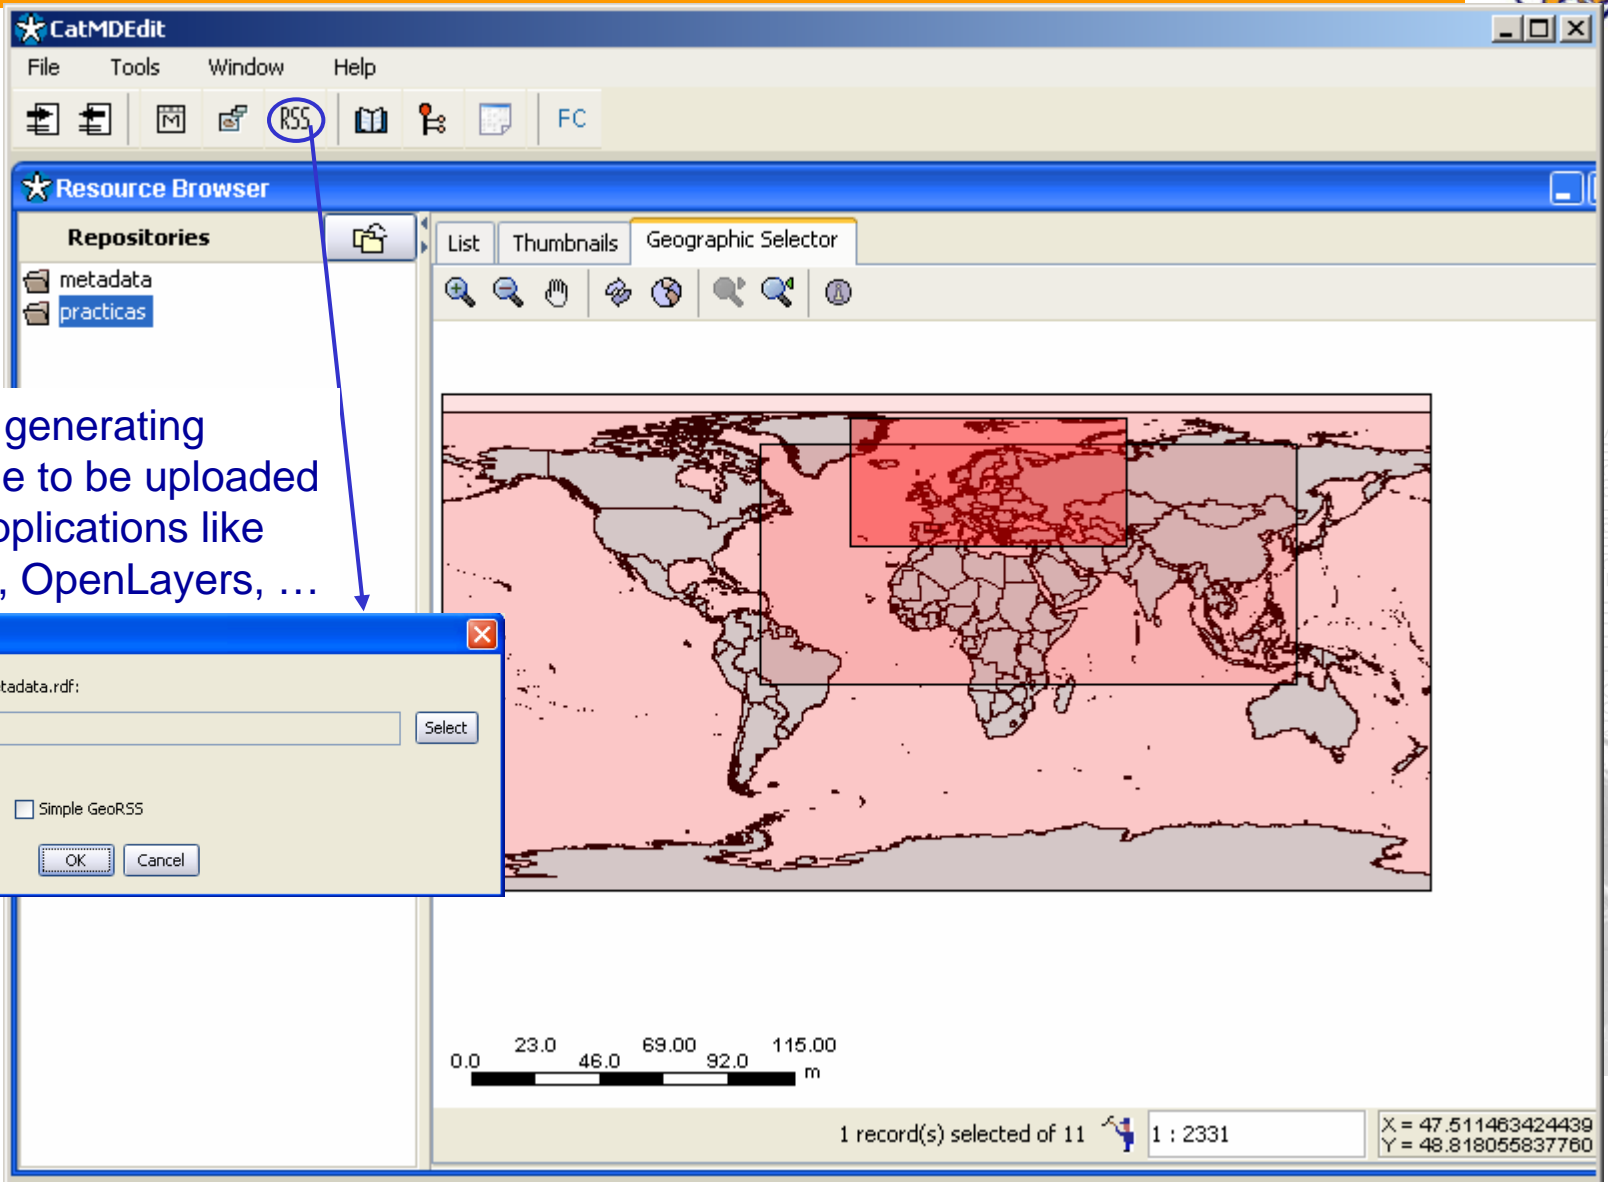 CatMDEdit
File Tools Window Help
RSS FC
Resource Browser
Repositories
metadata
practicas
List Thumbnails Geographic Selector
generating
e to be uploaded
plications like
, OpenLayers, …
tadata.rdf:
Select
Simple GeoRSS
OK Cancel
0.0 23.0 46.0 69.00 92.0 115.00
m
1 record(s) selected of 11
1 : 2331
X = 47.511463424439
Y = 48.818055837760